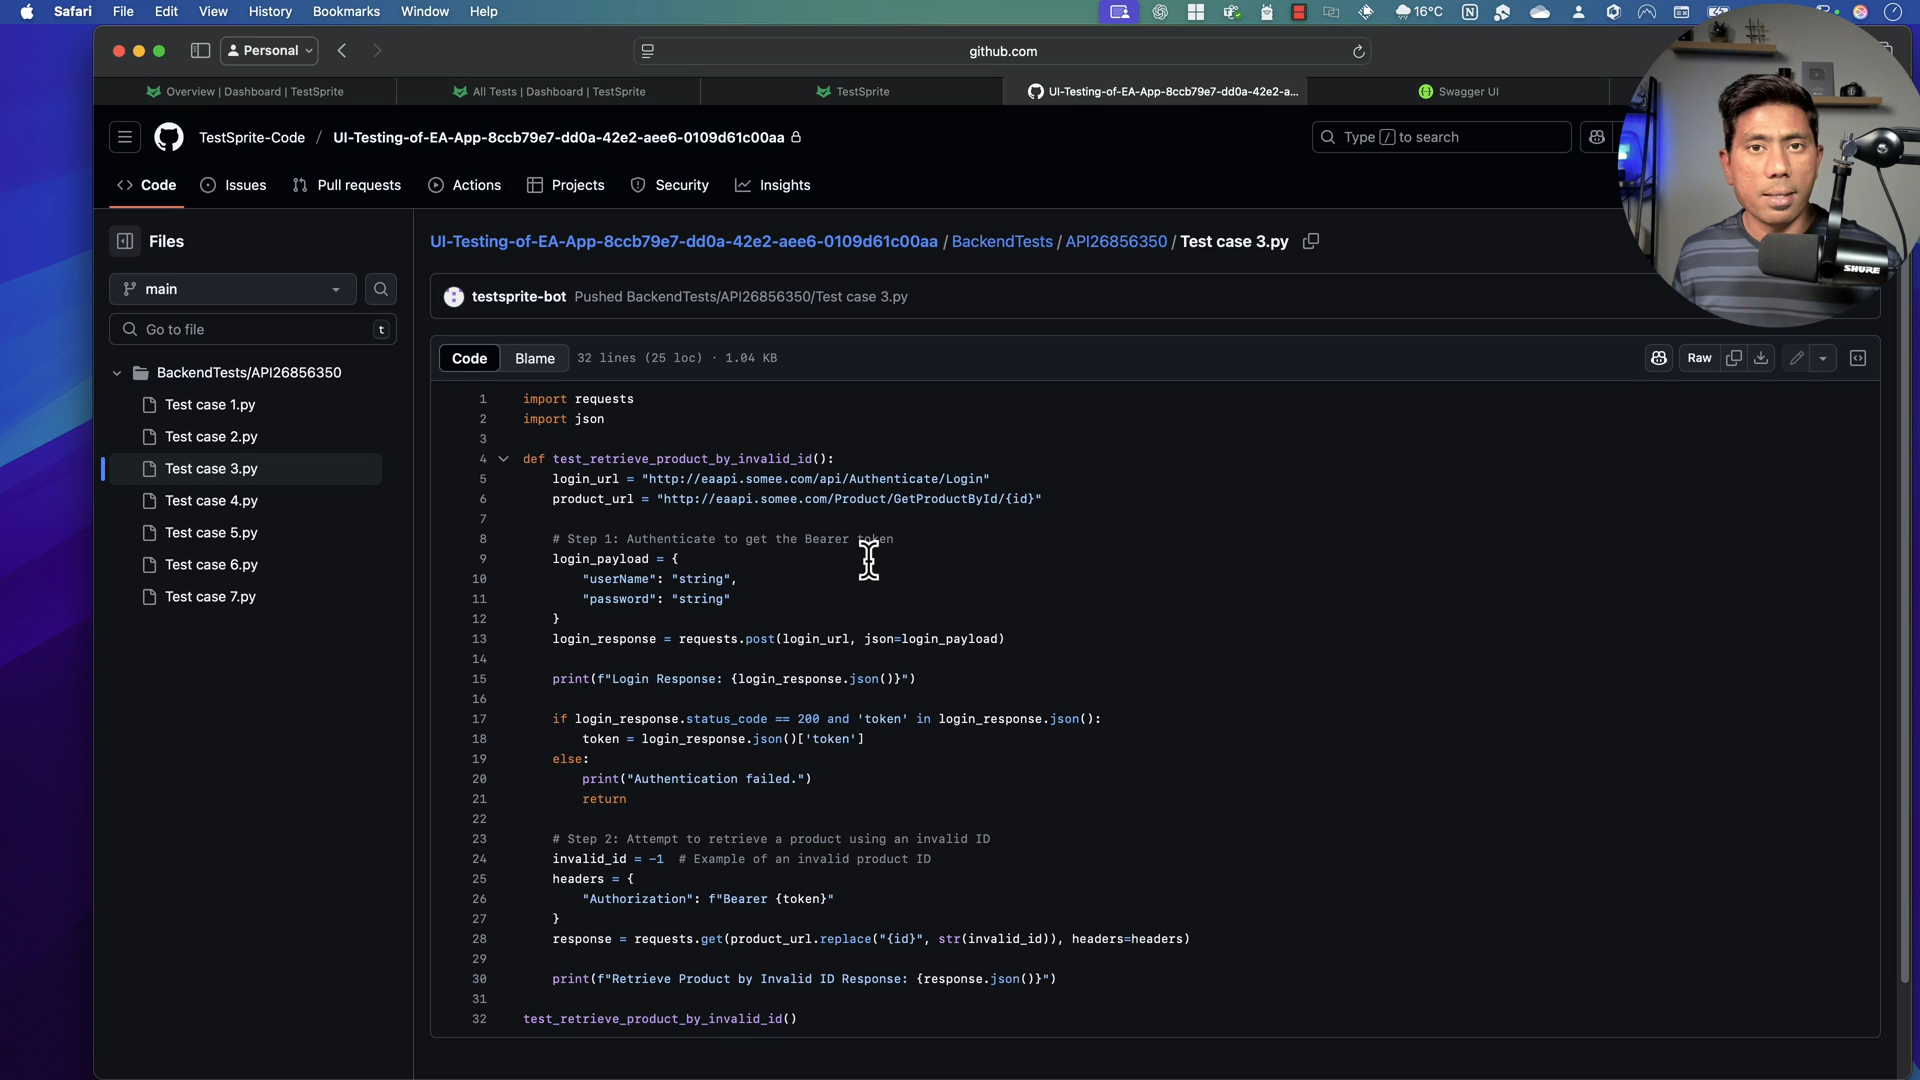 Safari File Edit View History Bookmarks Window Help 16°C
Personal github.com
Overview | Dashboard | TestSprite All Tests | Dashboard | TestSprite TestSprite UI-Testing-of-EA-App-8ccb79e7-dd0a-42e2-a... Swagger UI
TestSprite-Code / UI-Testing-of-EA-App-8ccb79e7-dd0a-42e2-aee6-0109d61c00aa Type / to search
Code Issues Pull requests Actions Projects Security Insights
Files
main
Go to file t
BackendTests/API26856350
Test case 1.py
Test case 2.py
Test case 3.py
Test case 4.py
Test case 5.py
Test case 6.py
Test case 7.py
UI-Testing-of-EA-App-8ccb79e7-dd0a-42e2-aee6-0109d61c00aa / BackendTests / API26856350 / Test case 3.py
testsprite-bot Pushed BackendTests/API26856350/Test case 3.py
Code Blame 32 lines (25 loc) · 1.04 KB Raw
1 import requests
2 import json
3
4 def test_retrieve_product_by_invalid_id():
5 login_url = "http://eaapi.somee.com/api/Authenticate/Login"
6 product_url = "http://eaapi.somee.com/Product/GetProductById/{id}"
7
8 # Step 1: Authenticate to get the Bearer token
9 login_payload = {
10 "userName": "string",
11 "password": "string"
12 }
13 login_response = requests.post(login_url, json=login_payload)
14
15 print(f"Login Response: {login_response.json()}")
16
17 if login_response.status_code == 200 and 'token' in login_response.json():
18 token = login_response.json()['token']
19 else:
20 print("Authentication failed.")
21 return
22
23 # Step 2: Attempt to retrieve a product using an invalid ID
24 invalid_id = -1 # Example of an invalid product ID
25 headers = {
26 "Authorization": f"Bearer {token}"
27 }
28 response = requests.get(product_url.replace("{id}", str(invalid_id)), headers=headers)
29
30 print(f"Retrieve Product by Invalid ID Response: {response.json()}")
31
32 test_retrieve_product_by_invalid_id()
SHURE